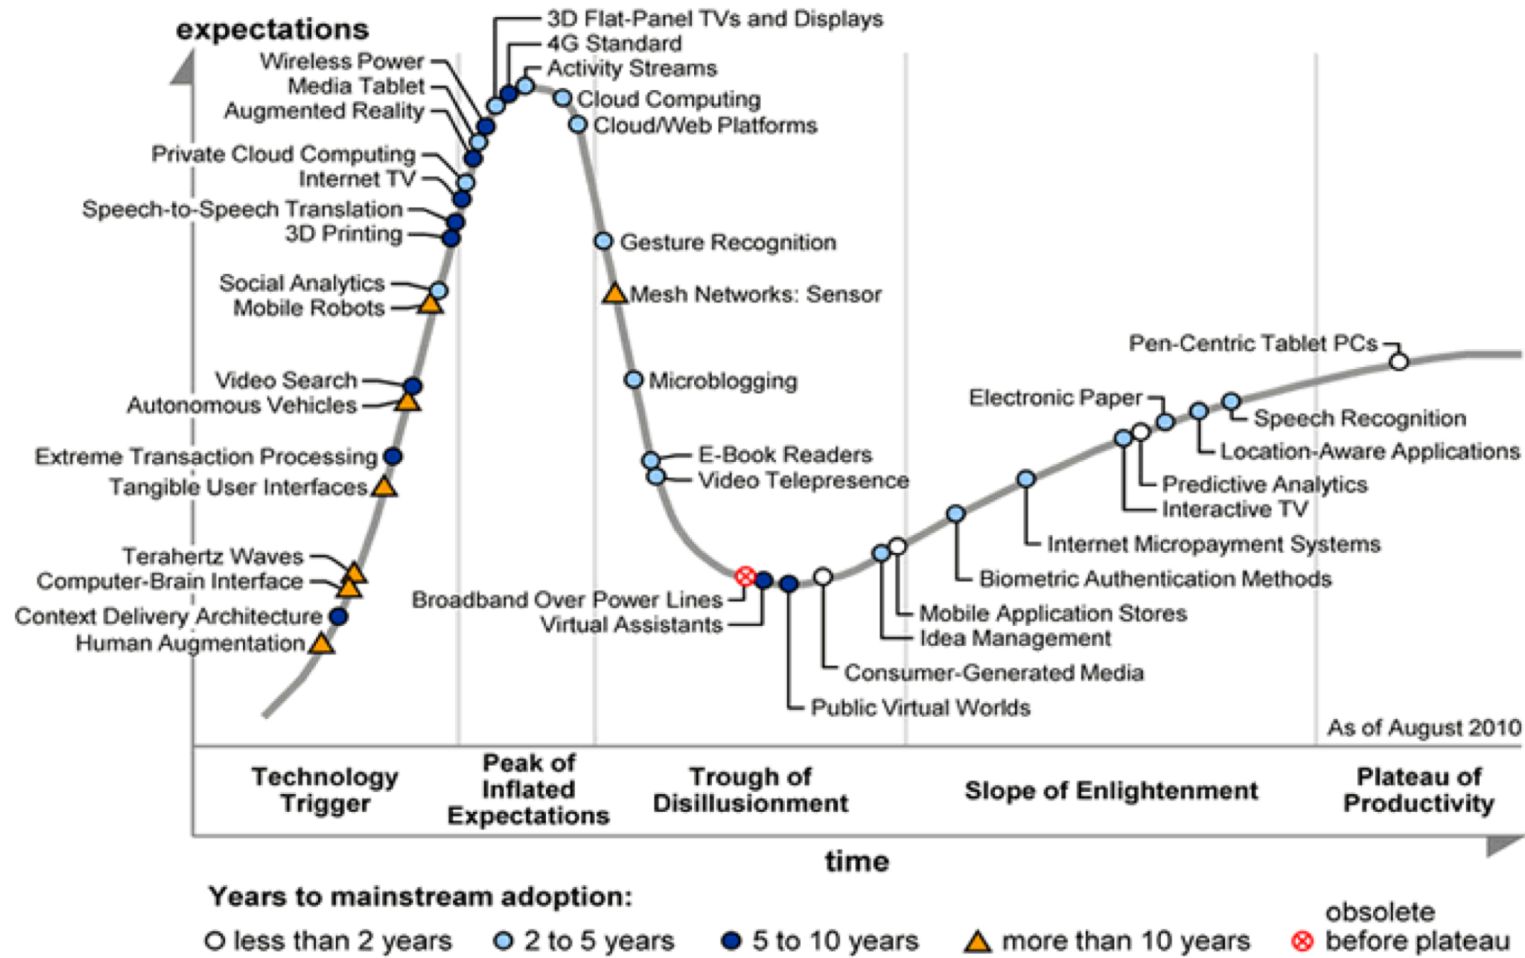 expectations
3D Flat-Panel TVs and Displays
4G Standard
Activity Streams
Wireless Power
Media Tablet
Augmented Reality
Cloud Computing
Cloud/Web Platforms
Private Cloud Computing
Internet TV
Speech-to-Speech Translation
3D Printing
Gesture Recognition
Social Analytics
Mobile Robots
Mesh Networks: Sensor
Pen-Centric Tablet PCs
Video Search
Autonomous Vehicles
Microblogging
Electronic Paper
Speech Recognition
Location-Aware Applications
Extreme Transaction Processing
Tangible User Interfaces
E-Book Readers
Video Telepresence
Predictive Analytics
Interactive TV
Internet Micropayment Systems
Terahertz Waves
Computer-Brain Interface
Context Delivery Architecture
Human Augmentation
Biometric Authentication Methods
Broadband Over Power Lines
Virtual Assistants
Mobile Application Stores
Idea Management
Consumer-Generated Media
Public Virtual Worlds
As of August 2010
Technology
Trigger
Peak of
Inflated
Expectations
Trough of
Disillusionment
Slope of Enlightenment
Plateau of
Productivity
time
Years to mainstream adoption:
less than 2 years
2 to 5 years
5 to 10 years
more than 10 years
obsolete
before plateau